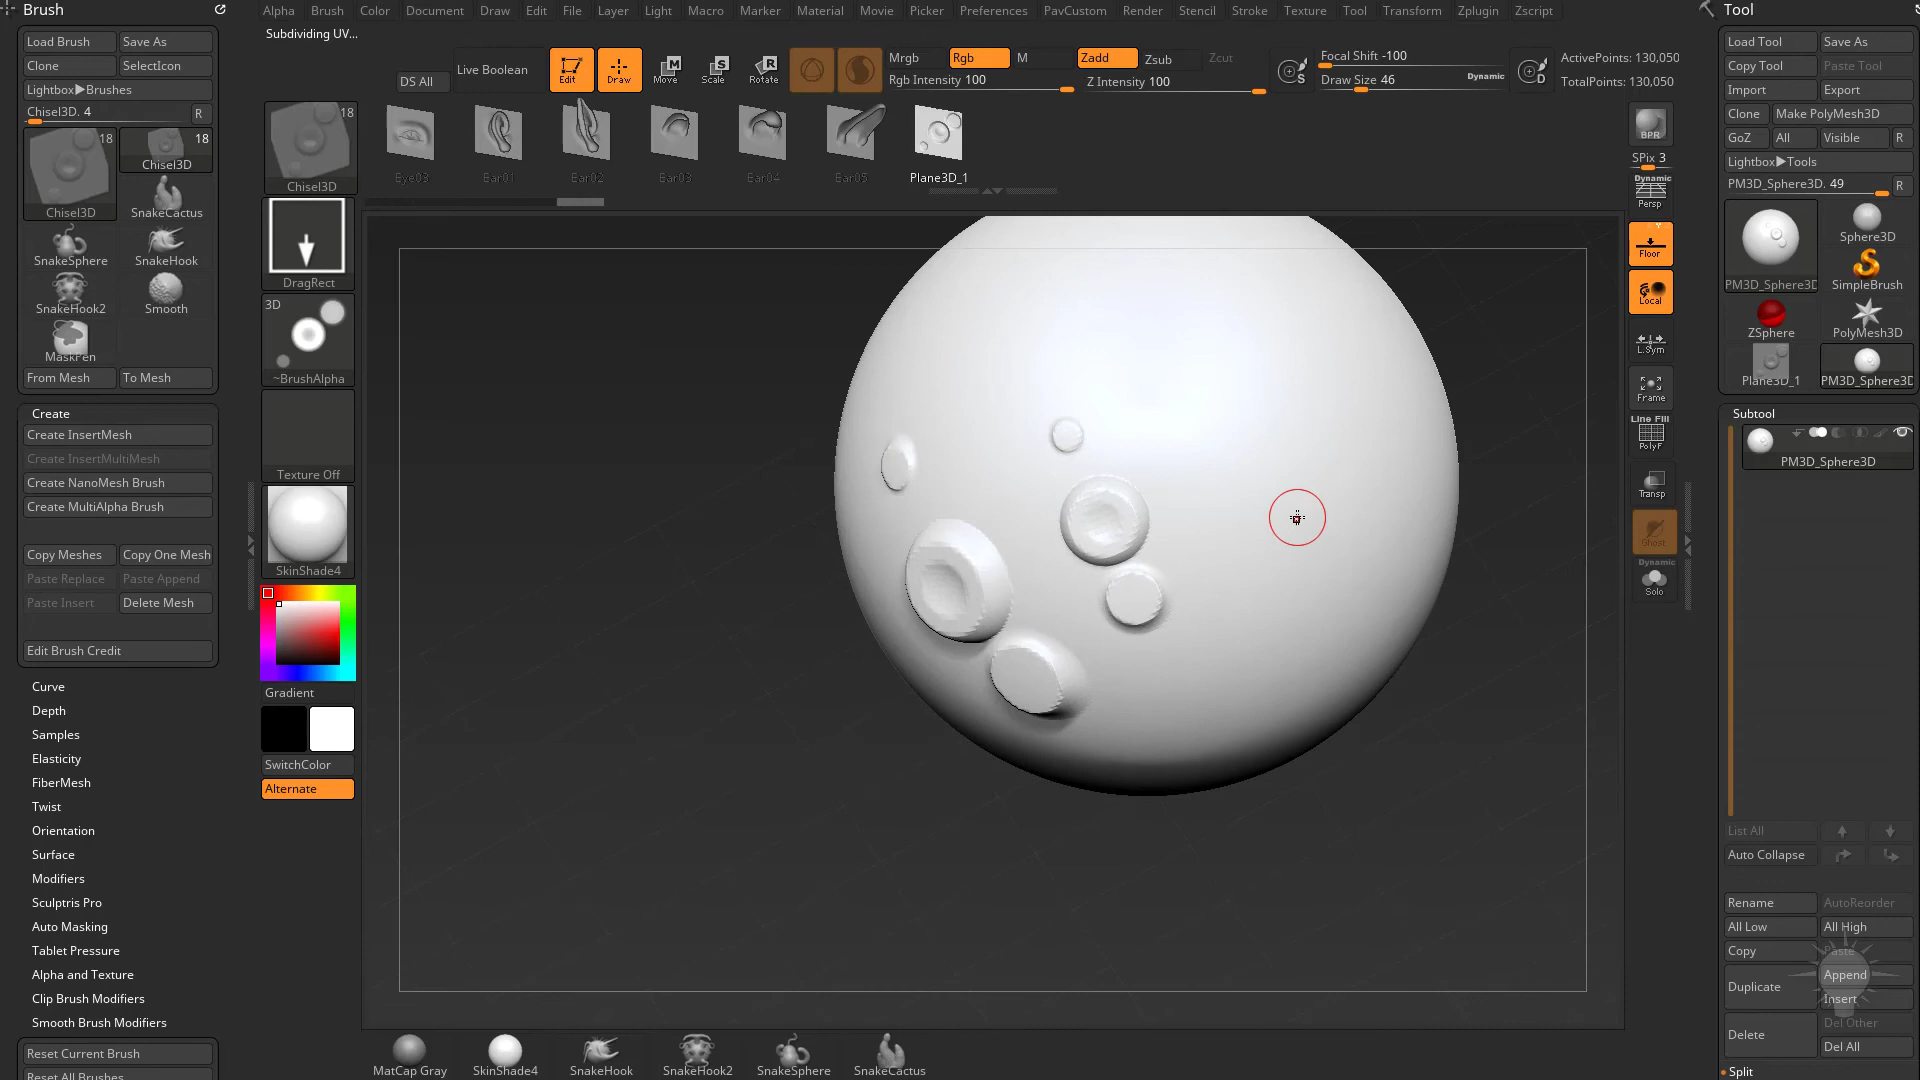 Brush
Alpha Brush Color Document Draw Edit File Layer Light Macro Marker Material Movie Picker Preferences PavCustom Render Stencil Stroke Texture Tool Transform Zplugin Zscript
Tool
Subdividing UV...
Load Brush Save As
Clone SelectIcon
Lightbox▶Brushes
Chisel3D. 4 R
18 Chisel3D
18 Chisel3D
SnakeCactus
SnakeSphere SnakeHook
SnakeHook2 Smooth
MaskPen
From Mesh To Mesh
Create
Create InsertMesh
Create InsertMultiMesh
Create NanoMesh Brush
Create MultiAlpha Brush
Copy Meshes Copy One Mesh
Paste Replace Paste Append
Paste Insert Delete Mesh
Edit Brush Credit
Curve
Depth
Samples
Elasticity
FiberMesh
Twist
Orientation
Surface
Modifiers
Sculptris Pro
Auto Masking
Tablet Pressure
Alpha and Texture
Clip Brush Modifiers
Smooth Brush Modifiers
Reset Current Brush
Reset All Brushes
DS All
Live Boolean
Edit
Draw
Move
Scale
Rotate
Mrgb Rgb M
Rgb Intensity 100
Zadd Zsub Zcut
Z Intensity 100
S
Focal Shift -100
Draw Size 46 Dynamic
D
ActivePoints: 130,050
TotalPoints: 130,050
18
Chisel3D
Eye03 Ear01 Ear02 Ear03 Ear04 Ear05 Plane3D_1
DragRect
3D
~BrushAlpha
Texture Off
SkinShade4
Gradient
SwitchColor
Alternate
MatCap Gray SkinShade4 SnakeHook SnakeHook2 SnakeSphere SnakeCactus
BPR
SPix 3
Dynamic
Persp
Floor
Local
L.Sym
Frame
Line Fill
PolyF
Transp
Ghost
Dynamic
Solo
Load Tool Save As
Copy Tool Paste Tool
Import Export
Clone Make PolyMesh3D
GoZ All Visible R
Lightbox▶Tools
PM3D_Sphere3D. 49 R
PM3D_Sphere3D
Sphere3D
SimpleBrush
ZSphere PolyMesh3D
Plane3D_1 PM3D_Sphere3D
Subtool
PM3D_Sphere3D
List All
Auto Collapse
Rename AutoReorder
All Low All High
Copy Paste
Duplicate
Append
Insert
Delete
Del Other
Del All
Split